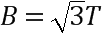 B = √3T